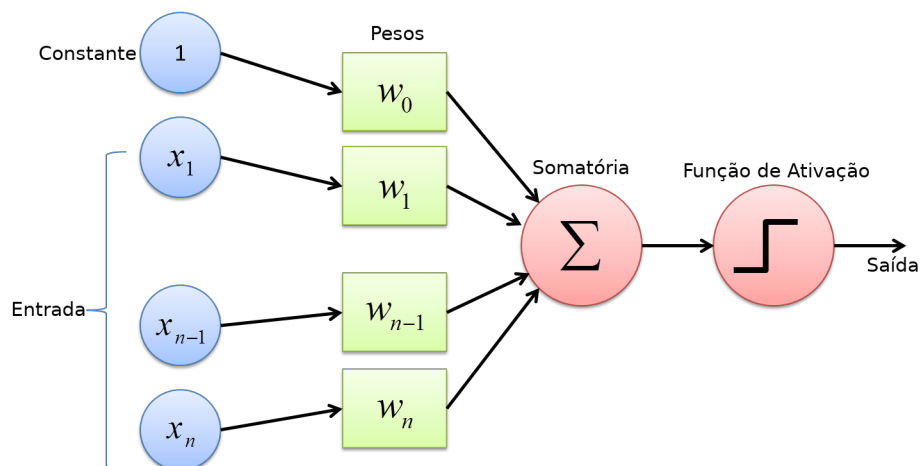 Constante
1
Pesos
w0
x1
w1
Somatória
Função de Ativação
Σ
Saída
Entrada
xn−1
wn−1
xn
wn